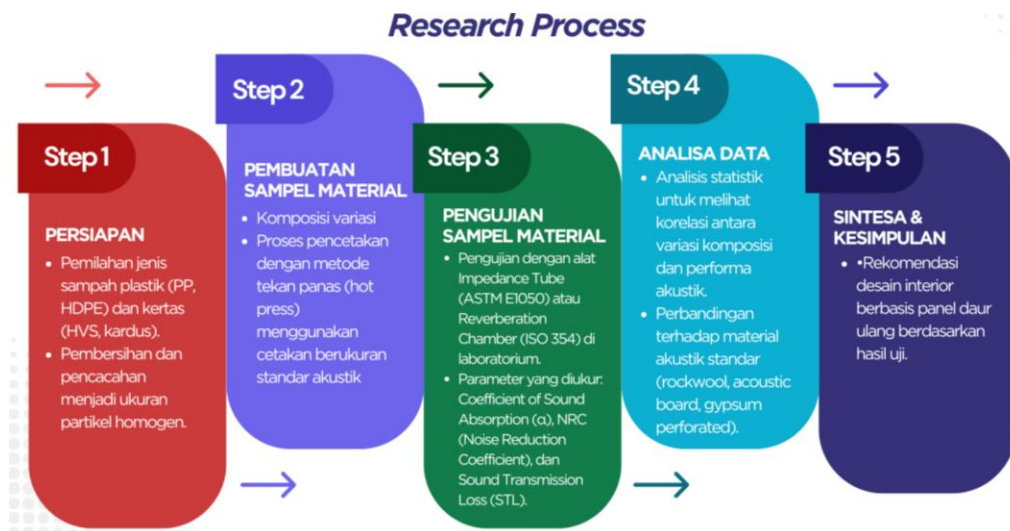 Research Process
Step 1
PERSIAPAN
• Pemilahan jenis
sampah plastik (PP,
HDPE) dan kertas
(HVS, kardus).
• Pembersihan dan
pencacahan
menjadi ukuran
partikel homogen.
Step 2
PEMBUATAN
SAMPEL MATERIAL
• Komposisi variasi
• Proses pencetakan
dengan metode
tekan panas (hot
press)
menggunakan
cetakan berukuran
standar akustik
Step 3
PENGUJIAN
SAMPEL MATERIAL
• Pengujian dengan alat
Impedance Tube
(ASTM E1050) atau
Reverberation
Chamber (ISO 354) di
laboratorium.
• Parameter yang diukur:
Coefficient of Sound
Absorption (α), NRC
(Noise Reduction
Coefficient), dan
Sound Transmission
Loss (STL).
Step 4
ANALISA DATA
• Analisis statistik
untuk melihat
korelasi antara
variasi komposisi
dan performa
akustik.
• Perbandingan
terhadap material
akustik standar
(rockwool, acoustic
board, gypsum
perforated).
Step 5
SINTESA &
KESIMPULAN
• •Rekomendasi
desain interior
berbasis panel daur
ulang berdasarkan
hasil uji.